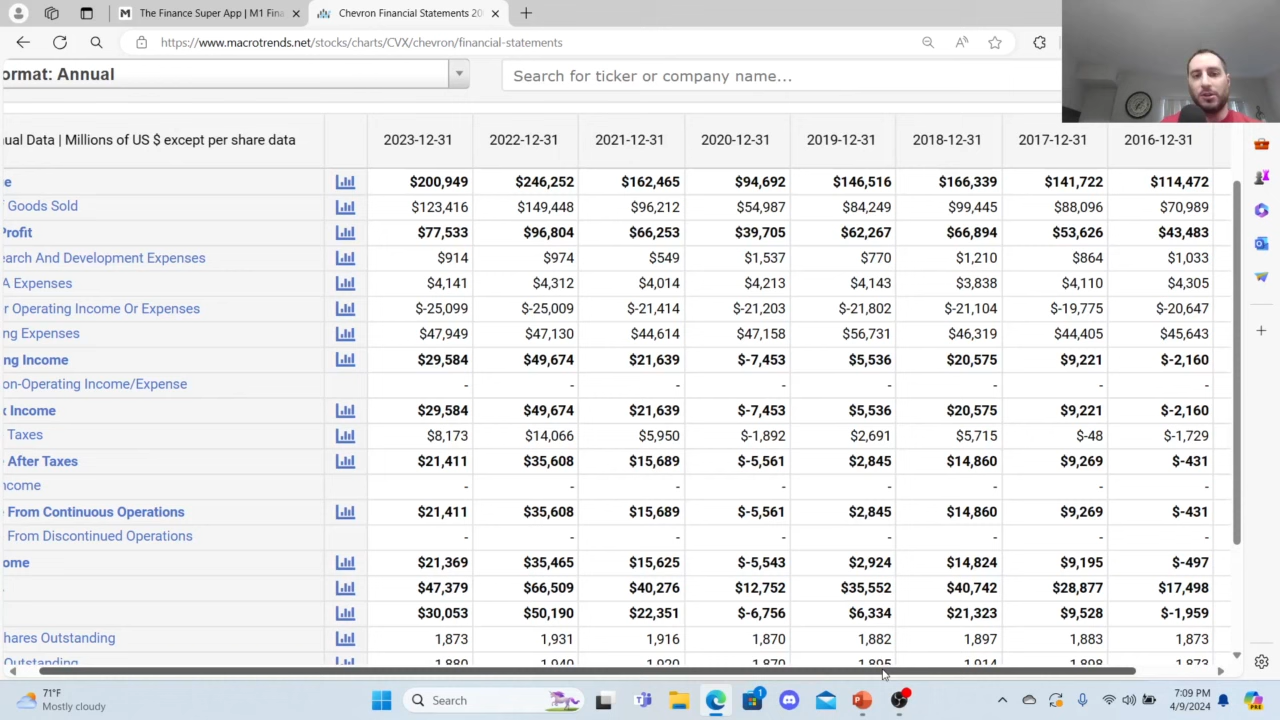 The Finance Super App | M1 Fina
Chevron Financial Statements 20
https://www.macrotrends.net/stocks/charts/CVX/chevron/financial-statements
ormat: Annual
Search for ticker or company name...
ual Data | Millions of US $ except per share data 2023-12-31 2022-12-31 2021-12-31 2020-12-31 2019-12-31 2018-12-31 2017-12-31 2016-12-31
e $200,949 $246,252 $162,465 $94,692 $146,516 $166,339 $141,722 $114,472
Goods Sold $123,416 $149,448 $96,212 $54,987 $84,249 $99,445 $88,096 $70,989
Profit $77,533 $96,804 $66,253 $39,705 $62,267 $66,894 $53,626 $43,483
earch And Development Expenses $914 $974 $549 $1,537 $770 $1,210 $864 $1,033
A Expenses $4,141 $4,312 $4,014 $4,213 $4,143 $3,838 $4,110 $4,305
r Operating Income Or Expenses $-25,099 $-25,009 $-21,414 $-21,203 $-21,802 $-21,104 $-19,775 $-20,647
ng Expenses $47,949 $47,130 $44,614 $47,158 $56,731 $46,319 $44,405 $45,643
ng Income $29,584 $49,674 $21,639 $-7,453 $5,536 $20,575 $9,221 $-2,160
on-Operating Income/Expense - - - - - - - -
x Income $29,584 $49,674 $21,639 $-7,453 $5,536 $20,575 $9,221 $-2,160
Taxes $8,173 $14,066 $5,950 $-1,892 $2,691 $5,715 $-48 $-1,729
After Taxes $21,411 $35,608 $15,689 $-5,561 $2,845 $14,860 $9,269 $-431
ncome - - - - - - - -
From Continuous Operations $21,411 $35,608 $15,689 $-5,561 $2,845 $14,860 $9,269 $-431
From Discontinued Operations - - - - - - - -
ome $21,369 $35,465 $15,625 $-5,543 $2,924 $14,824 $9,195 $-497
$47,379 $66,509 $40,276 $12,752 $35,552 $40,742 $28,877 $17,498
$30,053 $50,190 $22,351 $-6,756 $6,334 $21,323 $9,528 $-1,959
hares Outstanding 1,873 1,931 1,916 1,870 1,882 1,897 1,883 1,873
Outstanding 1,880 1,940 1,920 1,870 1,895 1,914 1,898 1,873
71°F
Mostly cloudy
Search
7:09 PM
4/9/2024